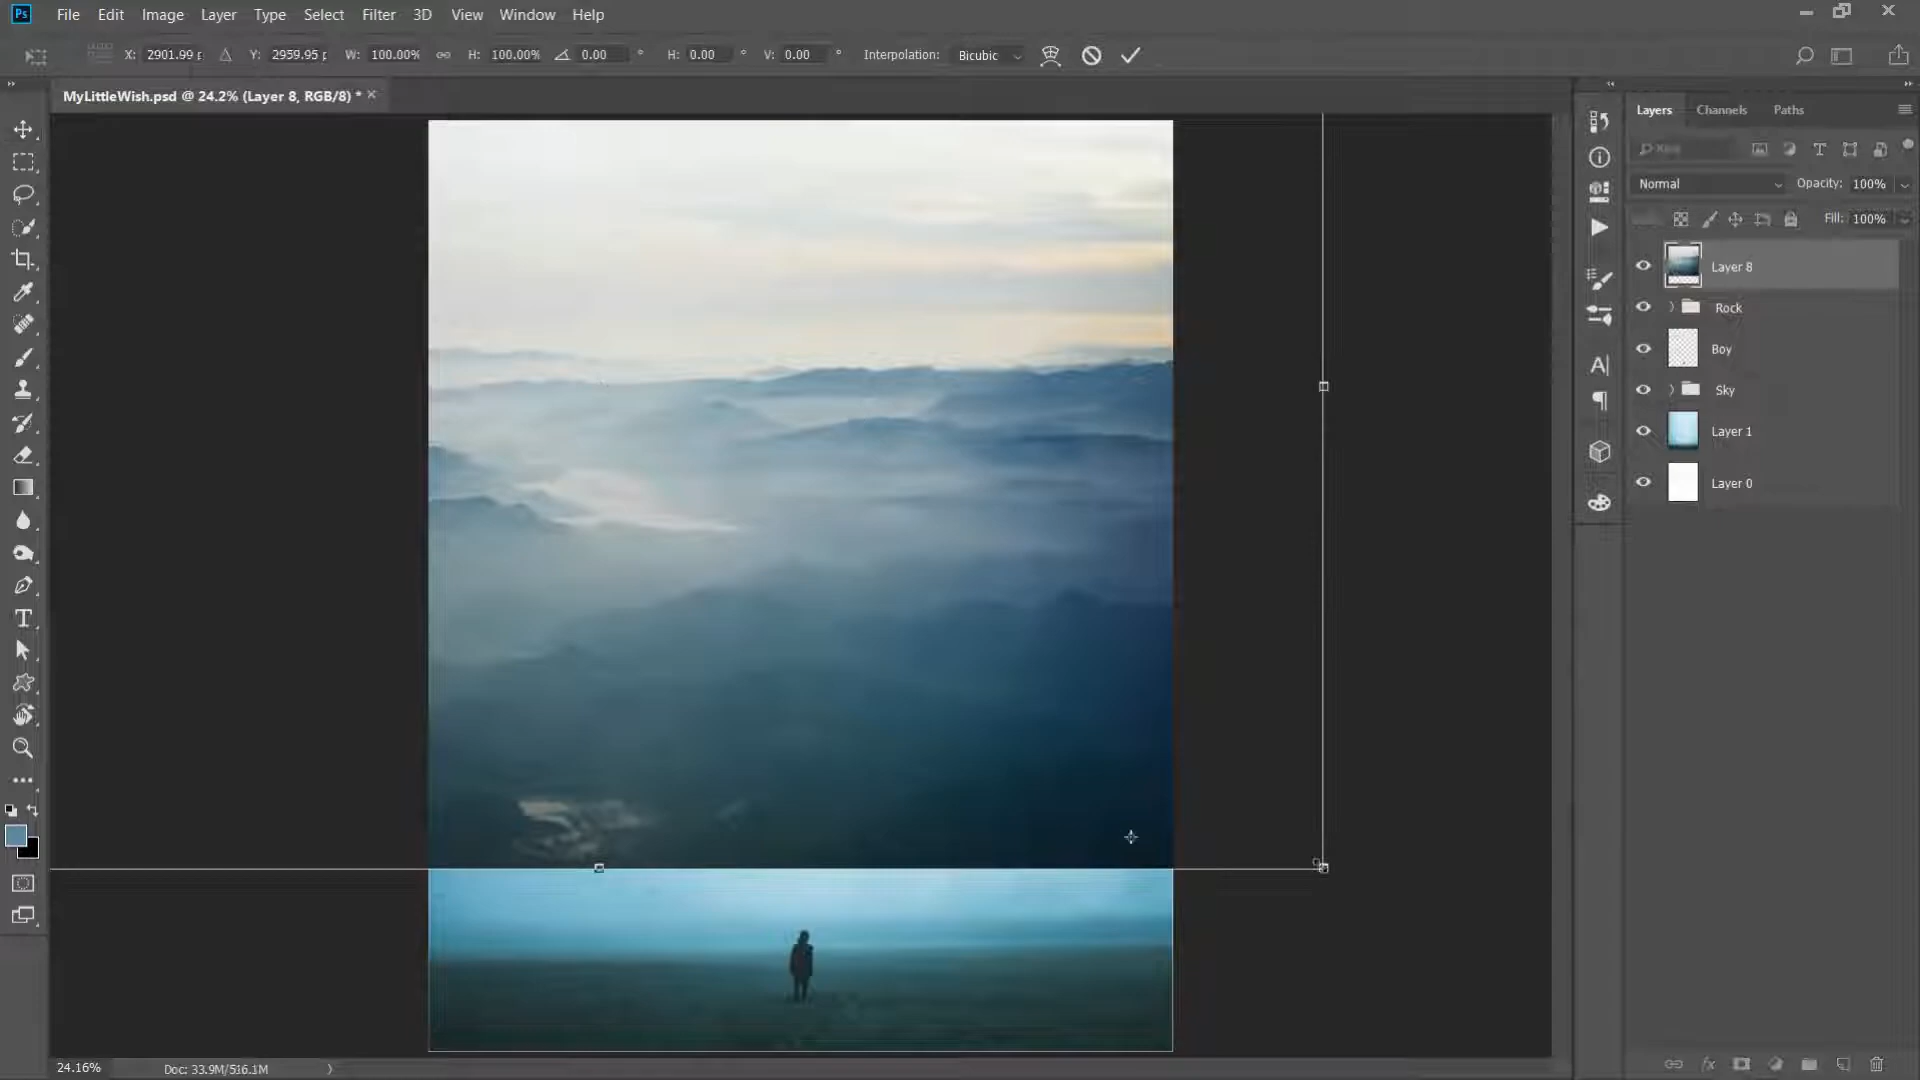 Ps File Edit Image Layer Type Select Filter 3D View Window Help
X: 2901.99 p Y: 2959.95 p W: 100.00% H: 100.00% 0.00 ° H: 0.00 ° V: 0.00 ° Interpolation: Bicubic
MyLittleWish.psd @ 24.2% (Layer 8, RGB/8) * ×
Layers Channels Paths
Kind
Normal Opacity: 100%
Fill: 100%
Layer 8
Rock
Boy
Sky
Layer 1
Layer 0
24.16% Doc: 33.9M/516.1M